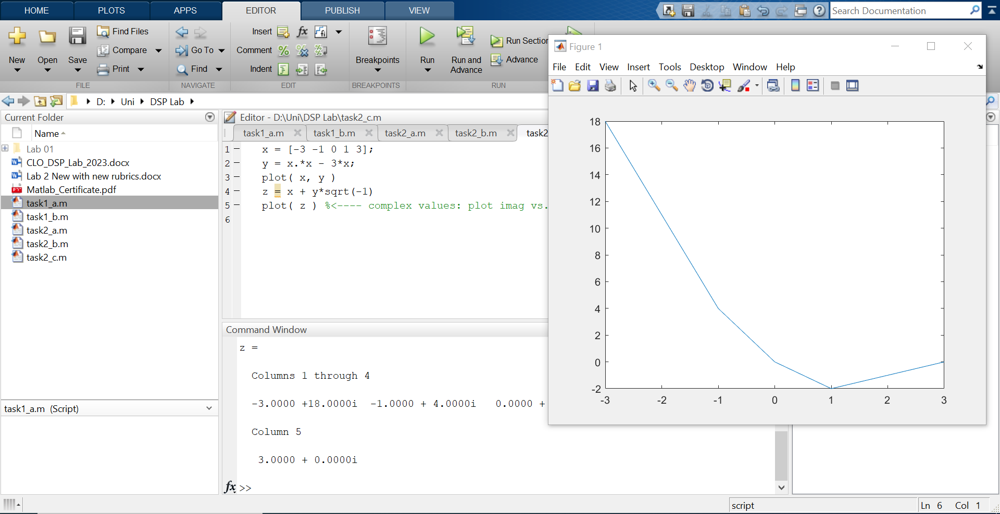 HOME PLOTS APPS EDITOR PUBLISH VIEW Search Documentation
New Open Save Find Files Compare Print
FILE
Go To Find
NAVIGATE
Insert fx fi
Comment
Indent
EDIT
Breakpoints
BREAKPOINTS
Run Run and Advance Run Section Advance
RUN
D: Uni DSP Lab
Current Folder
Name
Lab 01
CLO_DSP_Lab_2023.docx
Lab 2 New with new rubrics.docx
Matlab_Certificate.pdf
task1_a.m
task1_b.m
task2_a.m
task2_b.m
task2_c.m
task1_a.m (Script)
Editor - D:\Uni\DSP Lab\task2_c.m
task1_a.m task1_b.m task2_a.m task2_b.m task2
1 x = [-3 -1 0 1 3];
2 y = x.*x - 3*x;
3 plot( x, y )
4 z = x + y*sqrt(-1)
5 plot( z ) %<---- complex values: plot imag vs.
6
Command Window
z =
Columns 1 through 4
-3.0000 +18.0000i -1.0000 + 4.0000i 0.0000 +
Column 5
3.0000 + 0.0000i
fx >>
Figure 1
File Edit View Insert Tools Desktop Window Help
18
16
14
12
10
8
6
4
2
0
-2
-3 -2 -1 0 1 2 3
script Ln 6 Col 1